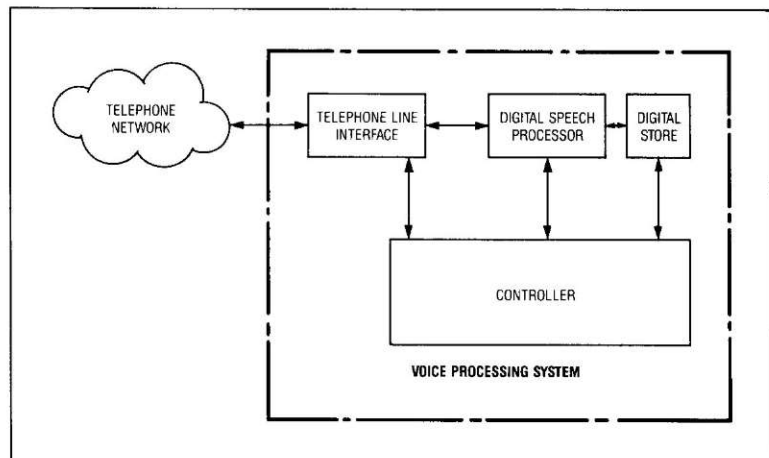 TELEPHONE
NETWORK
TELEPHONE LINE
INTERFACE
DIGITAL SPEECH
PROCESSOR
DIGITAL
STORE
CONTROLLER
VOICE PROCESSING SYSTEM